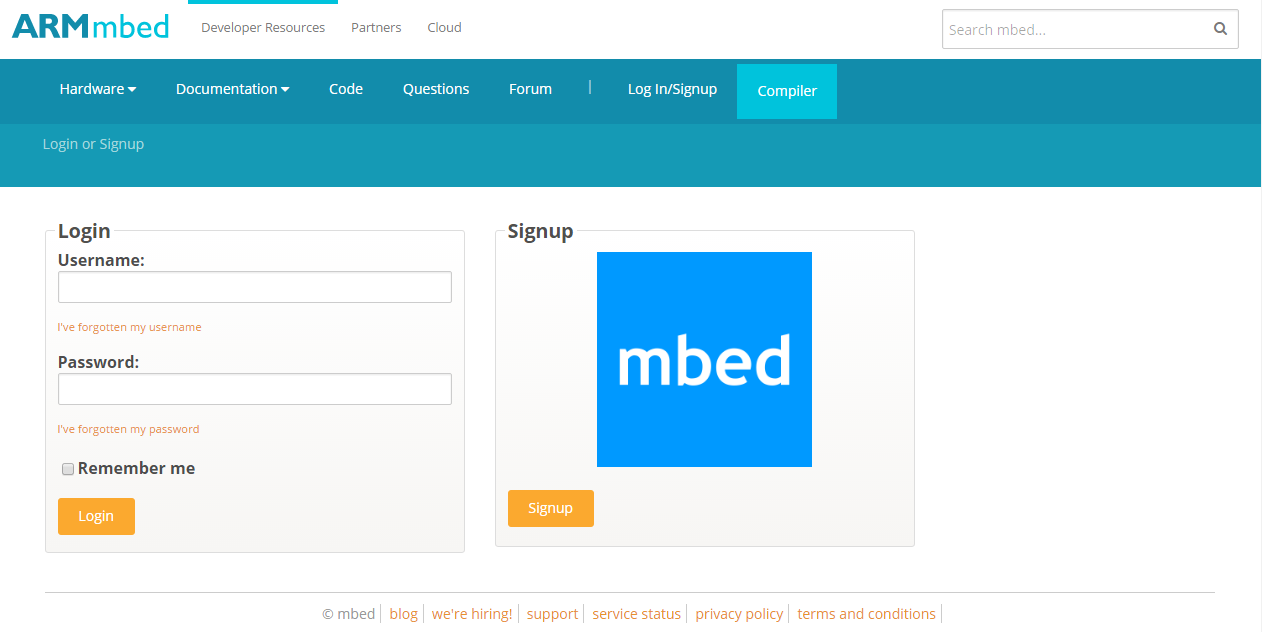 ARMmbed
Developer Resources Partners Cloud
Search mbed...
Hardware Documentation Code Questions Forum | Log In/Signup Compiler
Login or Signup
Login
Username:
I've forgotten my username
Password:
I've forgotten my password
Remember me
Login
Signup
mbed
Signup
© mbed blog we're hiring! support service status privacy policy terms and conditions